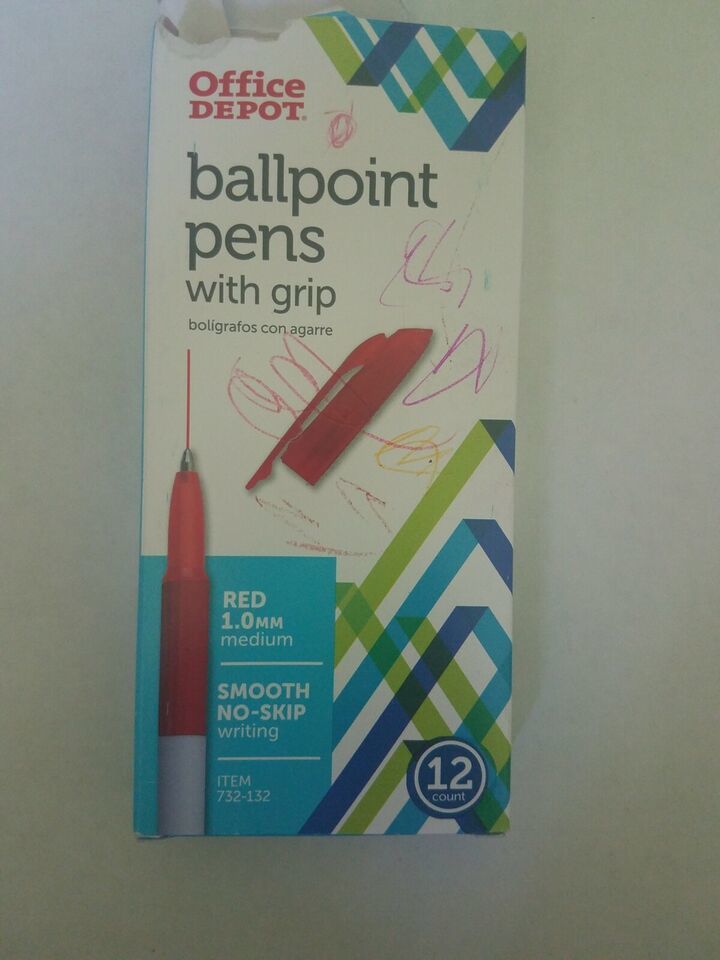 Office
DEPOT®
ballpoint
pens
with grip
bolígrafos con agarre
RED
1.0MM
medium
SMOOTH
NO-SKIP
writing
ITEM
732-132
12
count